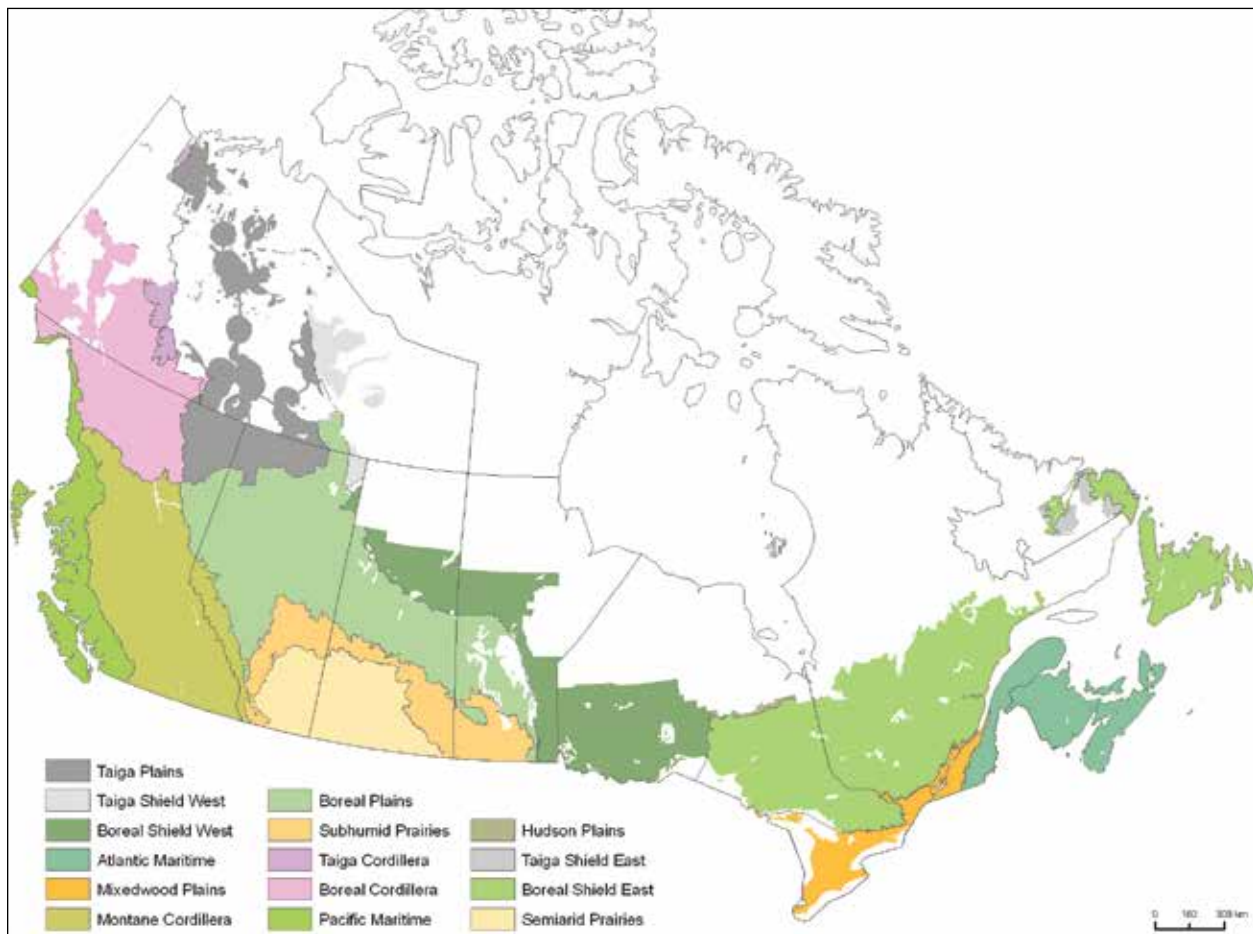 Taiga Plains
Taiga Shield West
Boreal Shield West
Atlantic Maritime
Mixedwood Plains
Montane Cordillera
Boreal Plains
Subhumid Prairies
Taiga Cordillera
Boreal Cordillera
Pacific Maritime
Hudson Plains
Taiga Shield East
Boreal Shield East
Semiarid Prairies
0 160 km